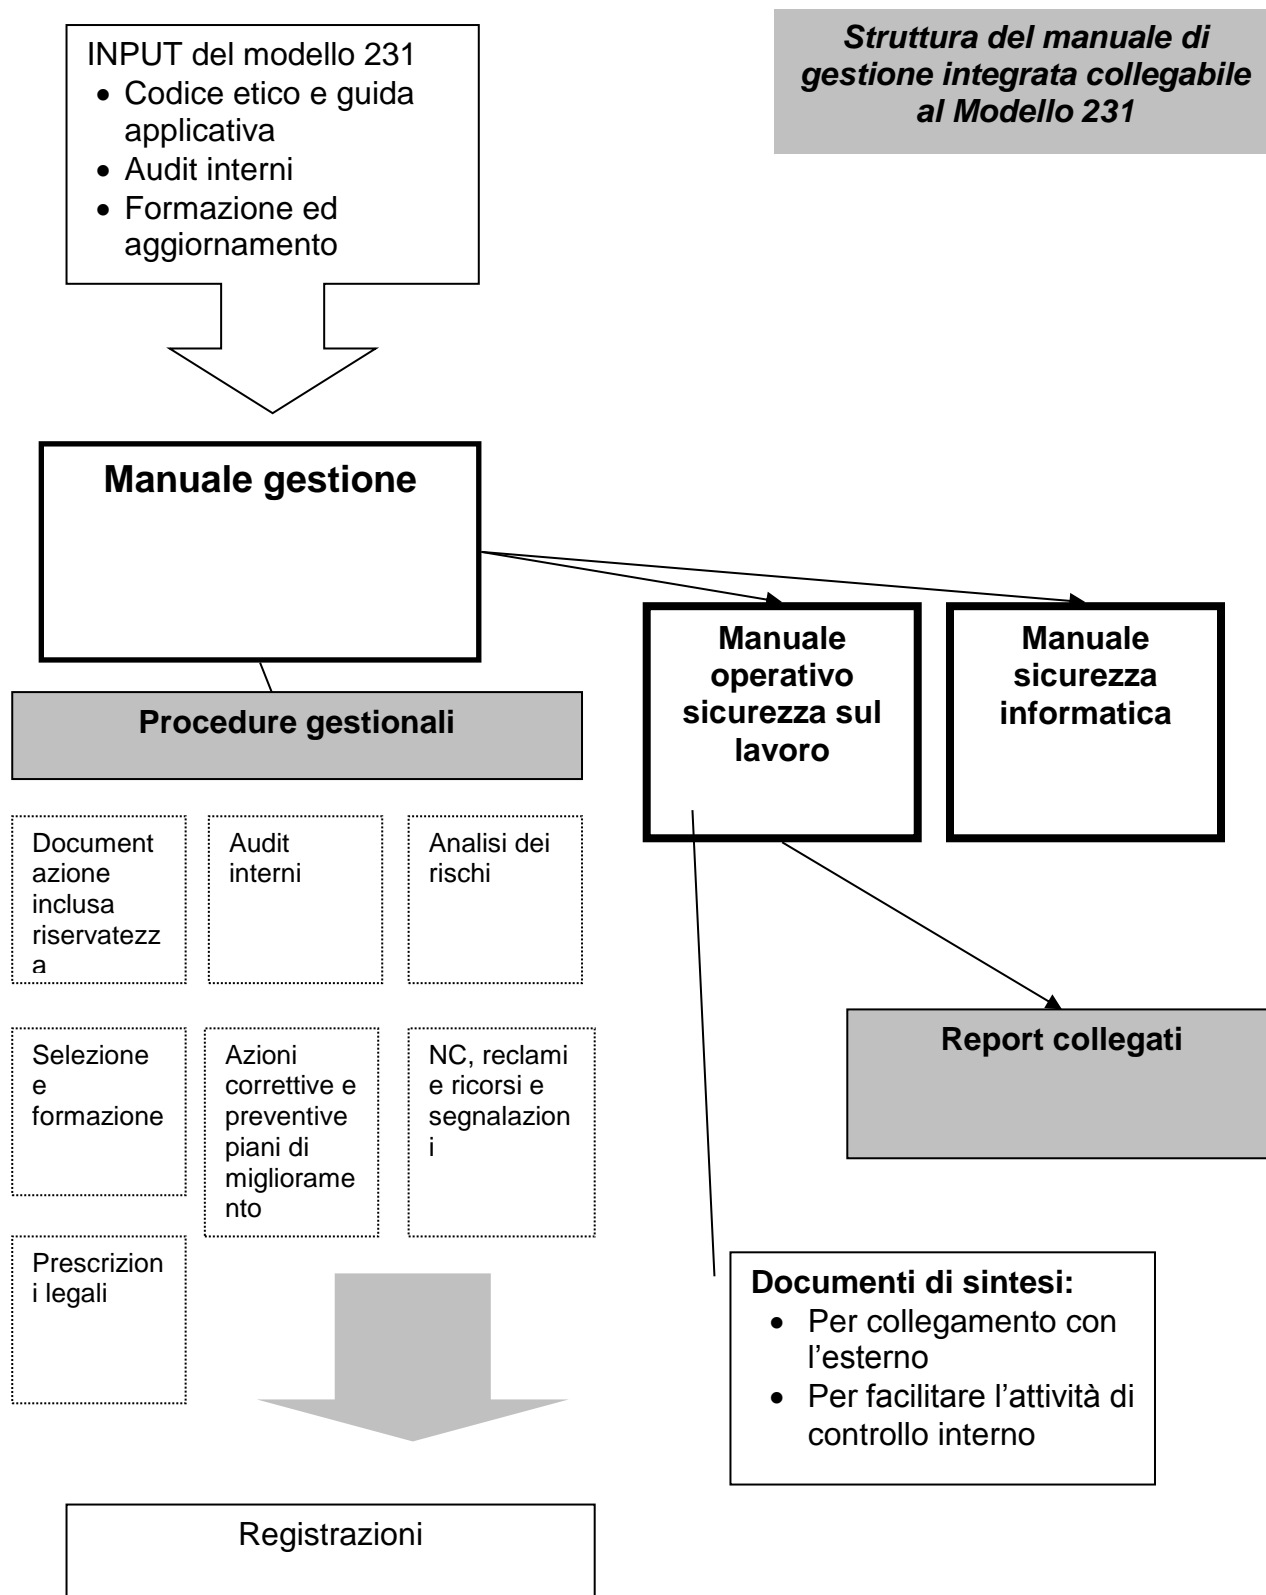 INPUT del modello 231
• Codice etico e guida
applicativa
• Audit interni
• Formazione ed
aggiornamento
Struttura del manuale di
gestione integrata collegabile
al Modello 231
Manuale gestione
Manuale
operativo
sicurezza sul
lavoro
Manuale
sicurezza
informatica
Procedure gestionali
Document
azione
inclusa
riservatezz
a
Audit
interni
Analisi dei
rischi
Selezione
e
formazione
Azioni
correttive e
preventive
piani di
migliorame
nto
NC, reclami
e ricorsi e
segnalazion
i
Report collegati
Prescrizion
i legali
Documenti di sintesi:
• Per collegamento con
l'esterno
• Per facilitare l'attività di
controllo interno
Registrazioni